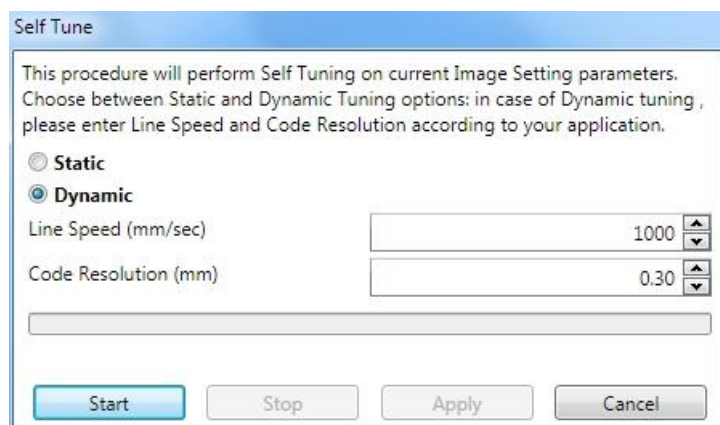 Self Tune
This procedure will perform Self Tuning on current Image Setting parameters.
Choose between Static and Dynamic Tuning options: in case of Dynamic tuning ,
please enter Line Speed and Code Resolution according to your application.
Static
Dynamic
Line Speed (mm/sec) 1000
Code Resolution (mm) 0.30
Start Stop Apply Cancel